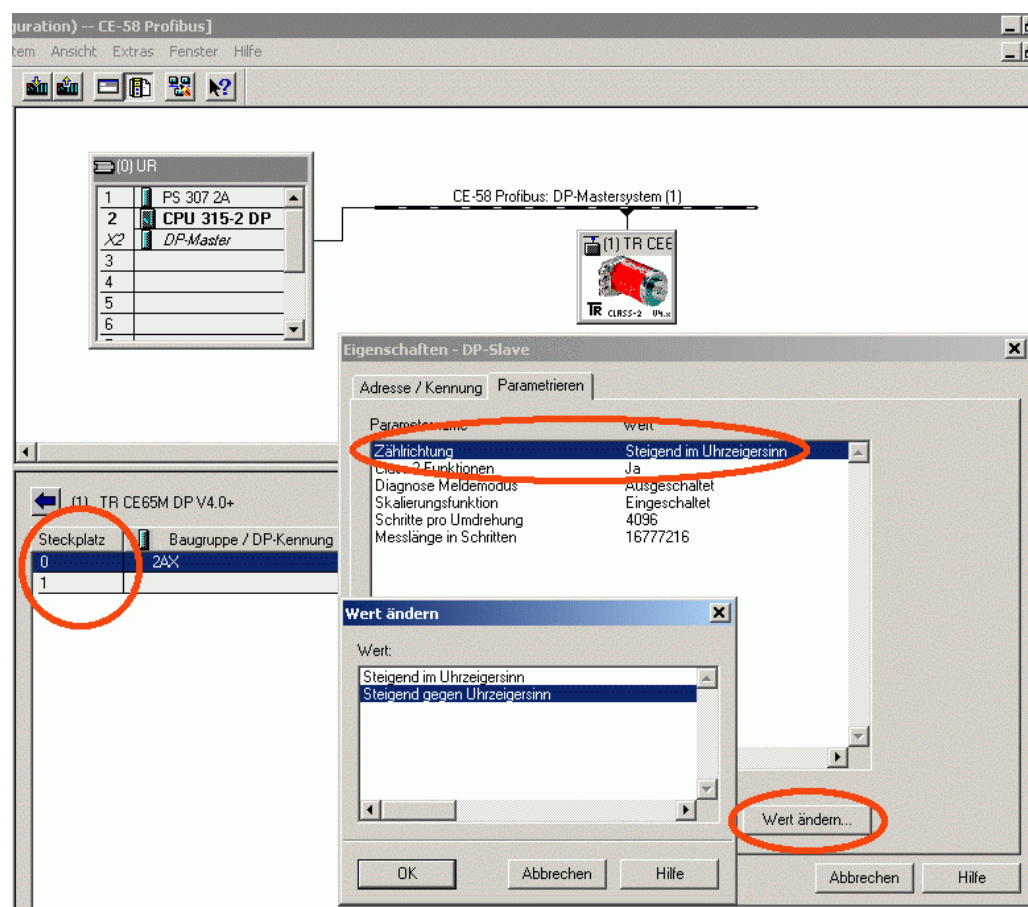 guration) -- CE-58 Profibus]
tem Ansicht Extras Fenster Hilfe
(0) UR
1 PS 307 2A
2 CPU 315-2 DP
X2 DP-Master
3
4
5
6
CE-58 Profibus: DP-Mastersystem (1)
(1) TR CE6
TR CLASS-2 V4.x
Eigenschaften - DP-Slave
Adresse / Kennung Parametrieren
Parametername Wert
Zählrichtung Steigend im Uhrzeigersinn
Class 2 Funktionen Ja
Diagnose Meldemodus Ausgeschaltet
Skalierungsfunktion Eingeschaltet
Schritte pro Umdrehung 4096
Messlänge in Schritten 16777216
(1) TR CE65M DP V4.0+
Steckplatz Baugruppe / DP-Kennung
0 2AX
1
Wert ändern
Wert:
Steigend im Uhrzeigersinn
Steigend gegen Uhrzeigersinn
Wert ändern...
OK Abbrechen Hilfe
Abbrechen Hilfe